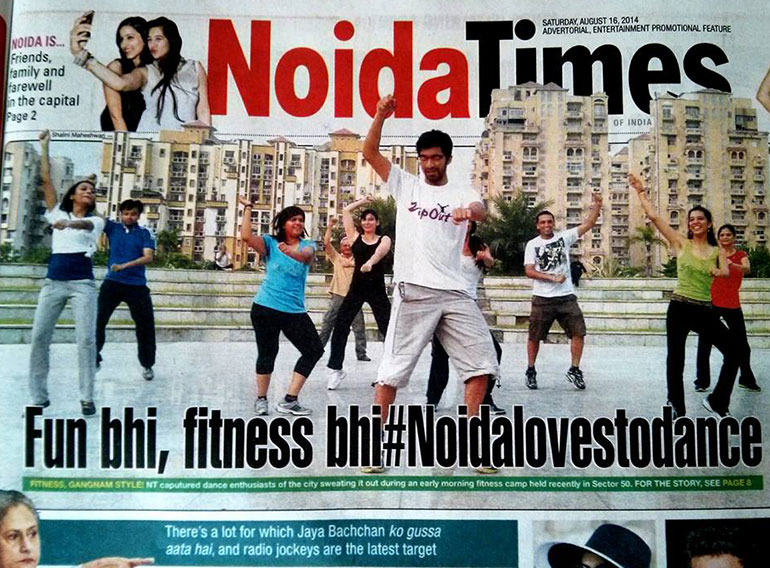 NoidaTimes
OF INDIA
SATURDAY, AUGUST 16, 2014
ADVERTORIAL, ENTERTAINMENT PROMOTIONAL FEATURE
NOIDA IS...
Friends,
family and
farewell
in the capital
Page 2
Shalini Maheshwari
ZipOut
Fun bhi, fitness bhi#Noidalovestodance
FITNESS, GANGNAM STYLE! NT caputured dance enthusiasts of the city sweating it out during an early morning fitness camp held recently in Sector 50. FOR THE STORY, SEE PAGE 8
There's a lot for which Jaya Bachchan ko gussa
aata hai, and radio jockeys are the latest target